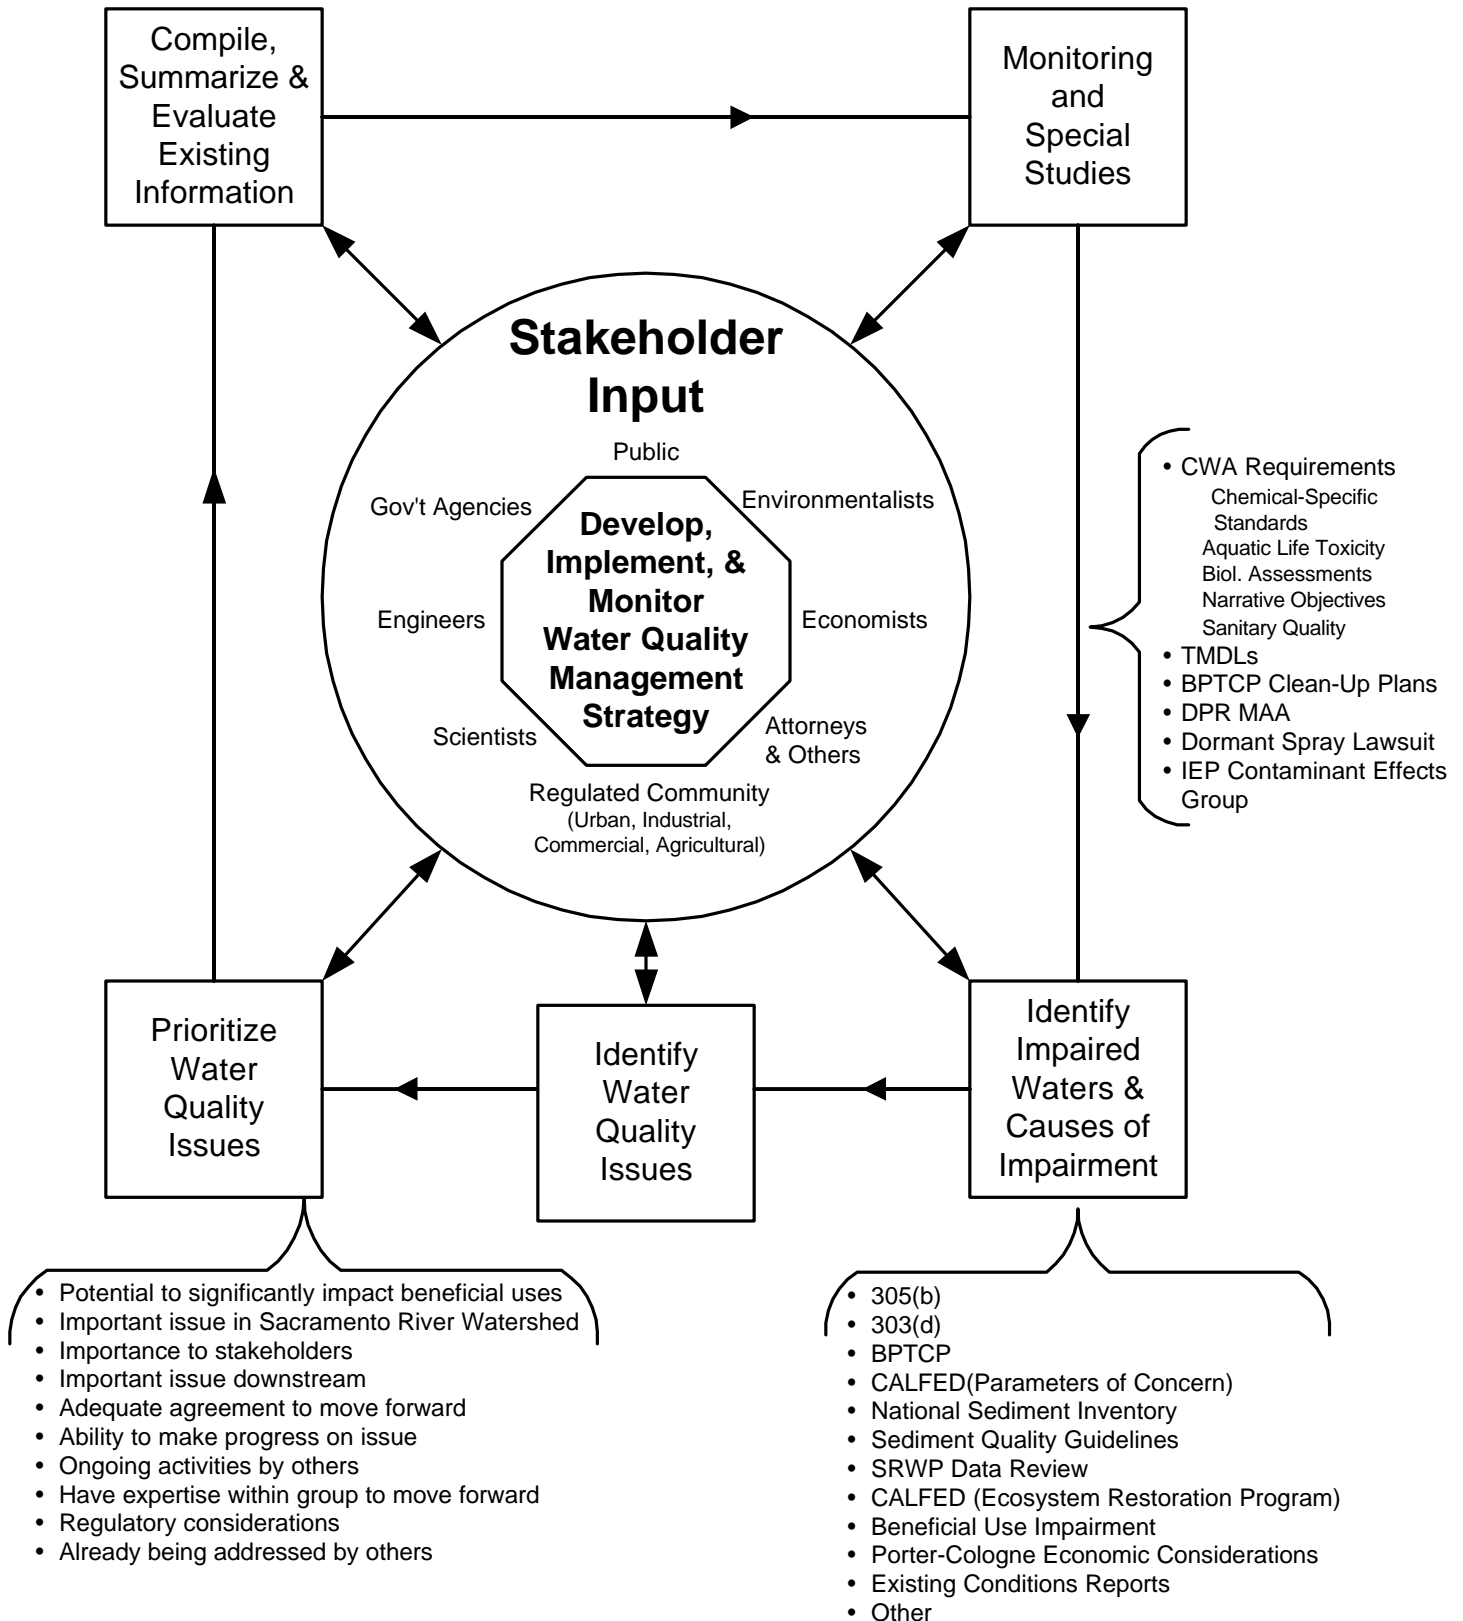 Compile,
Summarize &
Evaluate
Existing
Information
Monitoring
and
Special
Studies
Stakeholder
Input
Public
Gov't Agencies
Environmentalists
Engineers
Economists
Scientists
Attorneys
& Others
Regulated Community
(Urban, Industrial,
Commercial, Agricultural)
Develop,
Implement, &
Monitor
Water Quality
Management
Strategy
• CWA Requirements
Chemical-Specific
Standards
Aquatic Life Toxicity
Biol. Assessments
Narrative Objectives
Sanitary Quality
• TMDLs
• BPTCP Clean-Up Plans
• DPR MAA
• Dormant Spray Lawsuit
• IEP Contaminant Effects
Group
Prioritize
Water
Quality
Issues
Identify
Water
Quality
Issues
Identify
Impaired
Waters &
Causes of
Impairment
• Potential to significantly impact beneficial uses
• Important issue in Sacramento River Watershed
• Importance to stakeholders
• Important issue downstream
• Adequate agreement to move forward
• Ability to make progress on issue
• Ongoing activities by others
• Have expertise within group to move forward
• Regulatory considerations
• Already being addressed by others
• 305(b)
• 303(d)
• BPTCP
• CALFED(Parameters of Concern)
• National Sediment Inventory
• Sediment Quality Guidelines
• SRWP Data Review
• CALFED (Ecosystem Restoration Program)
• Beneficial Use Impairment
• Porter-Cologne Economic Considerations
• Existing Conditions Reports
• Other